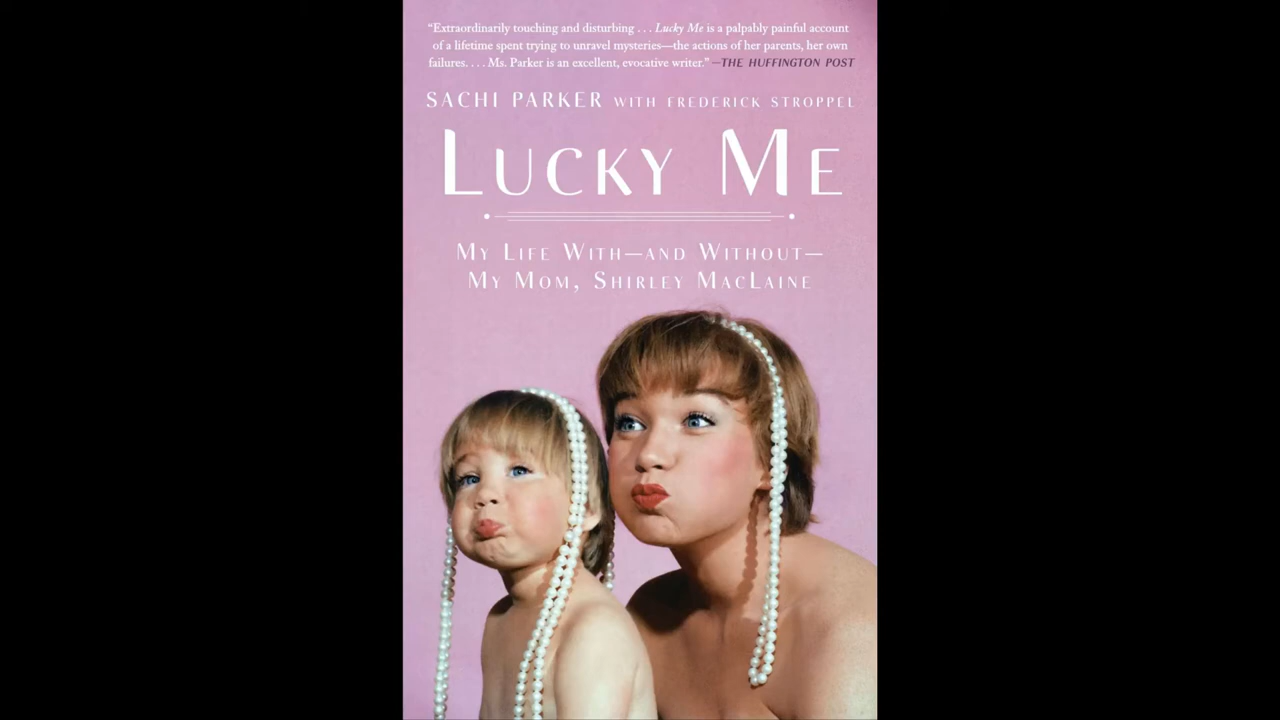 “Extraordinarily touching and disturbing . . . Lucky Me is a palpably painful account
of a lifetime spent trying to unravel mysteries—the actions of her parents, her own
failures. . . . Ms. Parker is an excellent, evocative writer.” —THE HUFFINGTON POST
SACHI PARKER WITH FREDERICK STROPPEL
LUCKY ME
MY LIFE WITH—AND WITHOUT—
MY MOM, SHIRLEY MACLAINE